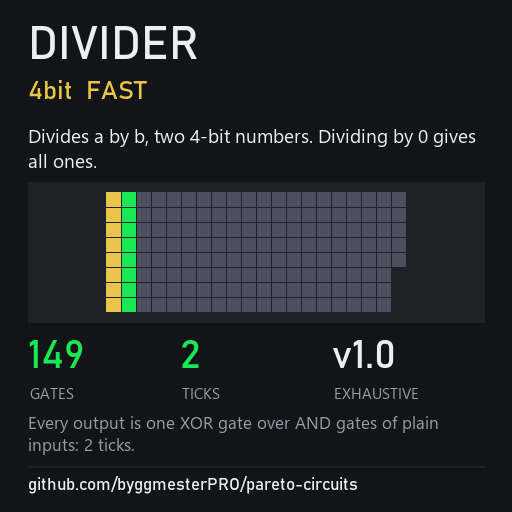 DIVIDER
4bit FAST
Divides a by b, two 4-bit numbers. Dividing by 0 gives
all ones.
149 2 v1.0
GATES TICKS EXHAUSTIVE
Every output is one XOR gate over AND gates of plain
inputs: 2 ticks.
github.com/byggmesterPRO/pareto-circuits